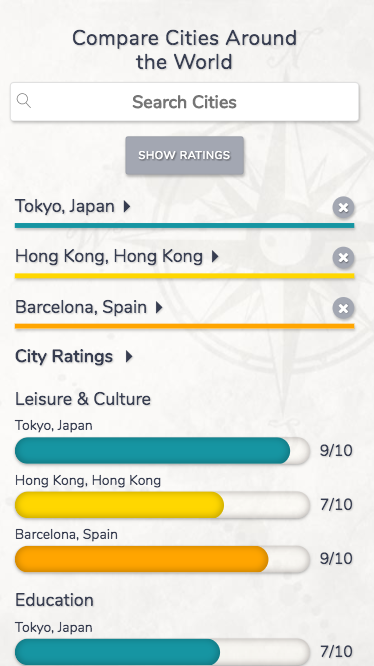 Compare Cities Around
the World
Search Cities
SHOW RATINGS
Tokyo, Japan
Hong Kong, Hong Kong
Barcelona, Spain
City Ratings
Leisure & Culture
Tokyo, Japan
9/10
Hong Kong, Hong Kong
7/10
Barcelona, Spain
9/10
Education
Tokyo, Japan
7/10